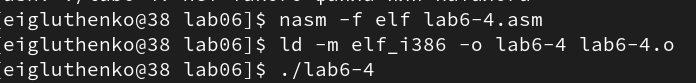 [eigluthenko@38 lab06]$ nasm -f elf lab6-4.asm
[eigluthenko@38 lab06]$ ld -m elf_i386 -o lab6-4 lab6-4.o
[eigluthenko@38 lab06]$ ./lab6-4